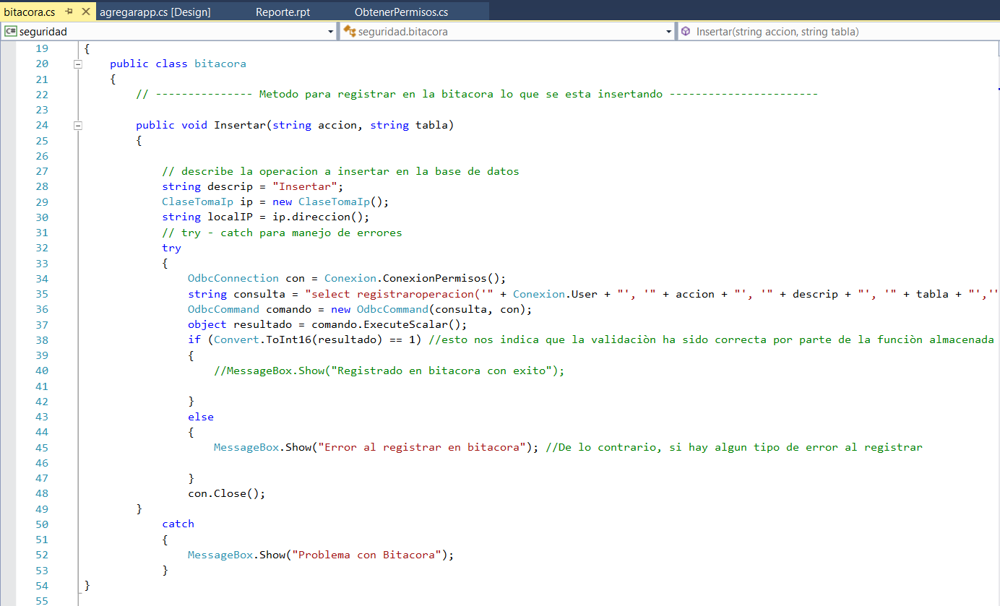 bitacora.cs agregarapp.cs [Design] Reporte.rpt ObtenerPermisos.cs
C# seguridad seguridad.bitacora Insertar(string accion, string tabla)
19 {
20 public class bitacora
21 {
22 // --------------- Metodo para registrar en la bitacora lo que se esta insertando -----------------------
23
24 public void Insertar(string accion, string tabla)
25 {
26
27 // describe la operacion a insertar en la base de datos
28 string descrip = "Insertar";
29 ClaseTomaIp ip = new ClaseTomaIp();
30 string localIP = ip.direccion();
31 // try - catch para manejo de errores
32 try
33 {
34 OdbcConnection con = Conexion.ConexionPermisos();
35 string consulta = "select registraroperacion('" + Conexion.User + "', '" + accion + "', '" + descrip + "', '" + tabla + "',''
36 OdbcCommand comando = new OdbcCommand(consulta, con);
37 object resultado = comando.ExecuteScalar();
38 if (Convert.ToInt16(resultado) == 1) //esto nos indica que la validaciòn ha sido correcta por parte de la funciòn almacenada
39 {
40 //MessageBox.Show("Registrado en bitacora con exito");
41
42 }
43 else
44 {
45 MessageBox.Show("Error al registrar en bitacora"); //De lo contrario, si hay algun tipo de error al registrar
46
47 }
48 con.Close();
49 }
50 catch
51 {
52 MessageBox.Show("Problema con Bitacora");
53 }
54 }
55